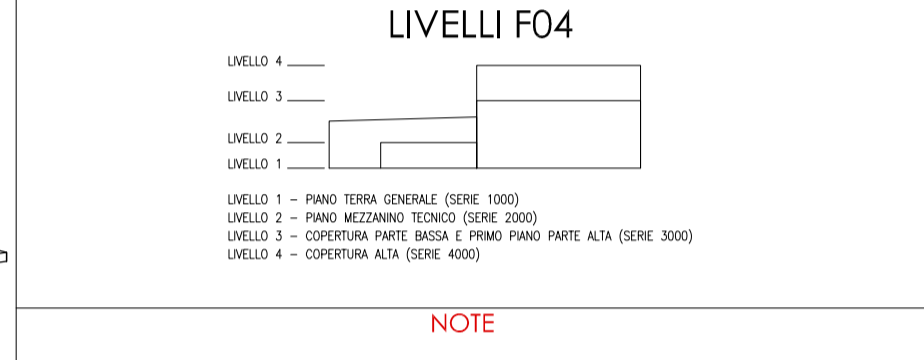 LIVELLI F04
LIVELLO 4
LIVELLO 3
LIVELLO 2
LIVELLO 1
LIVELLO 1 – PIANO TERRA GENERALE (SERIE 1000)
LIVELLO 2 – PIANO MEZZANINO TECNICO (SERIE 2000)
LIVELLO 3 – COPERTURA PARTE BASSA E PRIMO PIANO PARTE ALTA (SERIE 3000)
LIVELLO 4 – COPERTURA ALTA (SERIE 4000)
NOTE